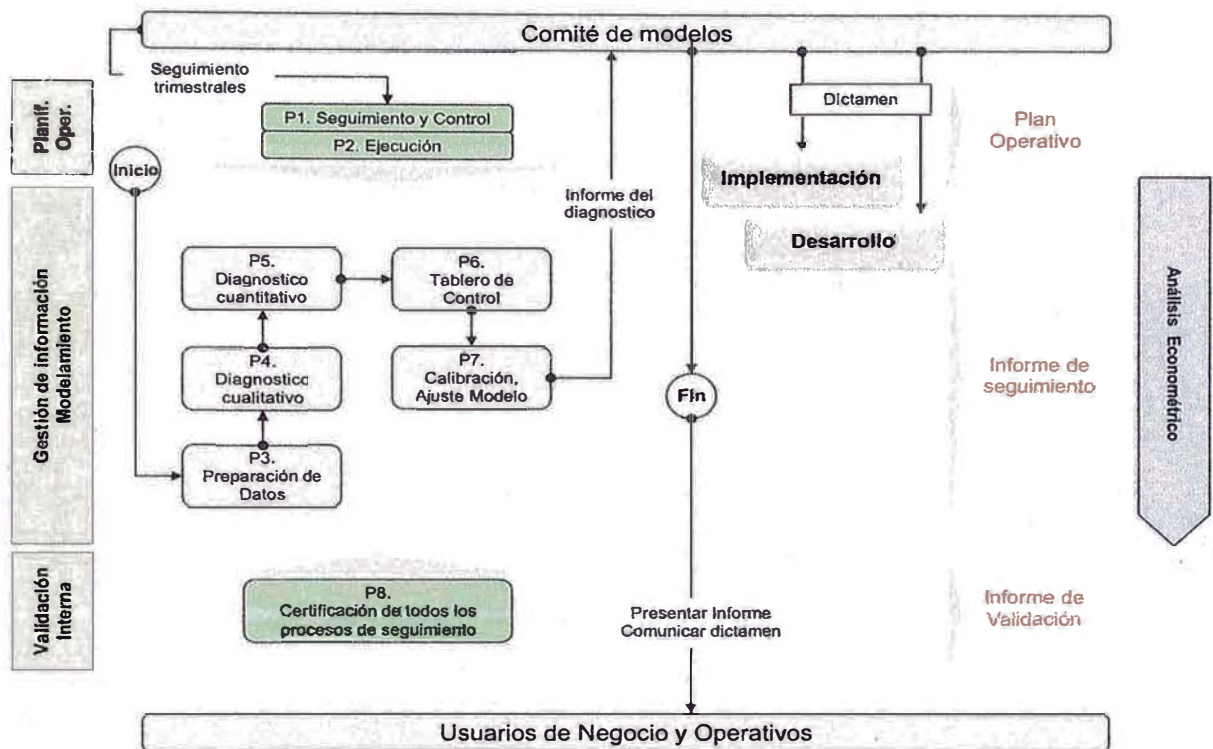 Comité de modelos
Seguimiento
trimestrales
Planif.
Oper.
P1. Seguimiento y Control
P2. Ejecución
Dictamen
Plan
Operativo
Inicio
Implementación
Informe del
diagnostico
Desarrollo
Gestión de información
Modelamiento
P5.
Diagnostico
cuantitativo
P6.
Tablero de
Control
P4.
Diagnostico
cualitativo
P7.
Calibración,
Ajuste Modelo
Fin
Informe de
seguimiento
Análisis Econométrico
P3.
Preparación de
Datos
Validación
Interna
P8.
Certificación de todos los
procesos de seguimiento
Presentar Informe
Comunicar dictamen
Informe de
Validación
Usuarios de Negocio y Operativos